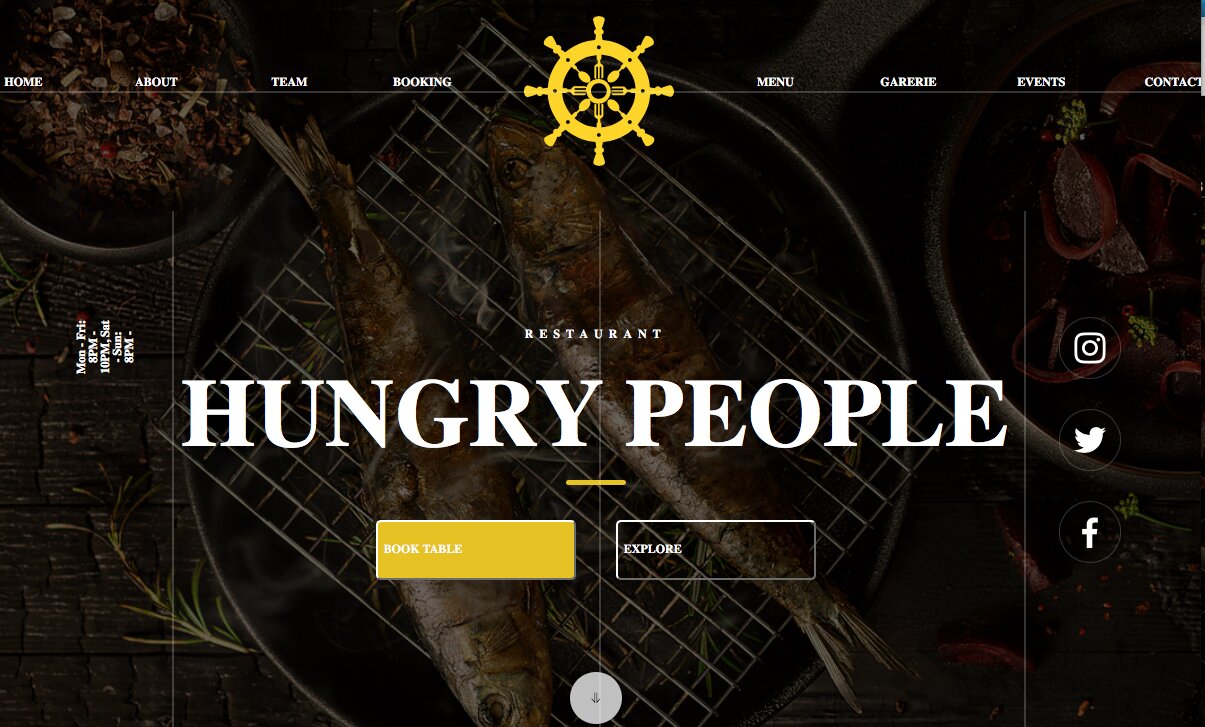 HOME ABOUT TEAM BOOKING MENU GARERIE EVENTS CONTACT
Mon - Fri:
8PM -
10PM, Sat
- Sun:
8PM -
RESTAURANT
HUNGRY PEOPLE
BOOK TABLE EXPLORE